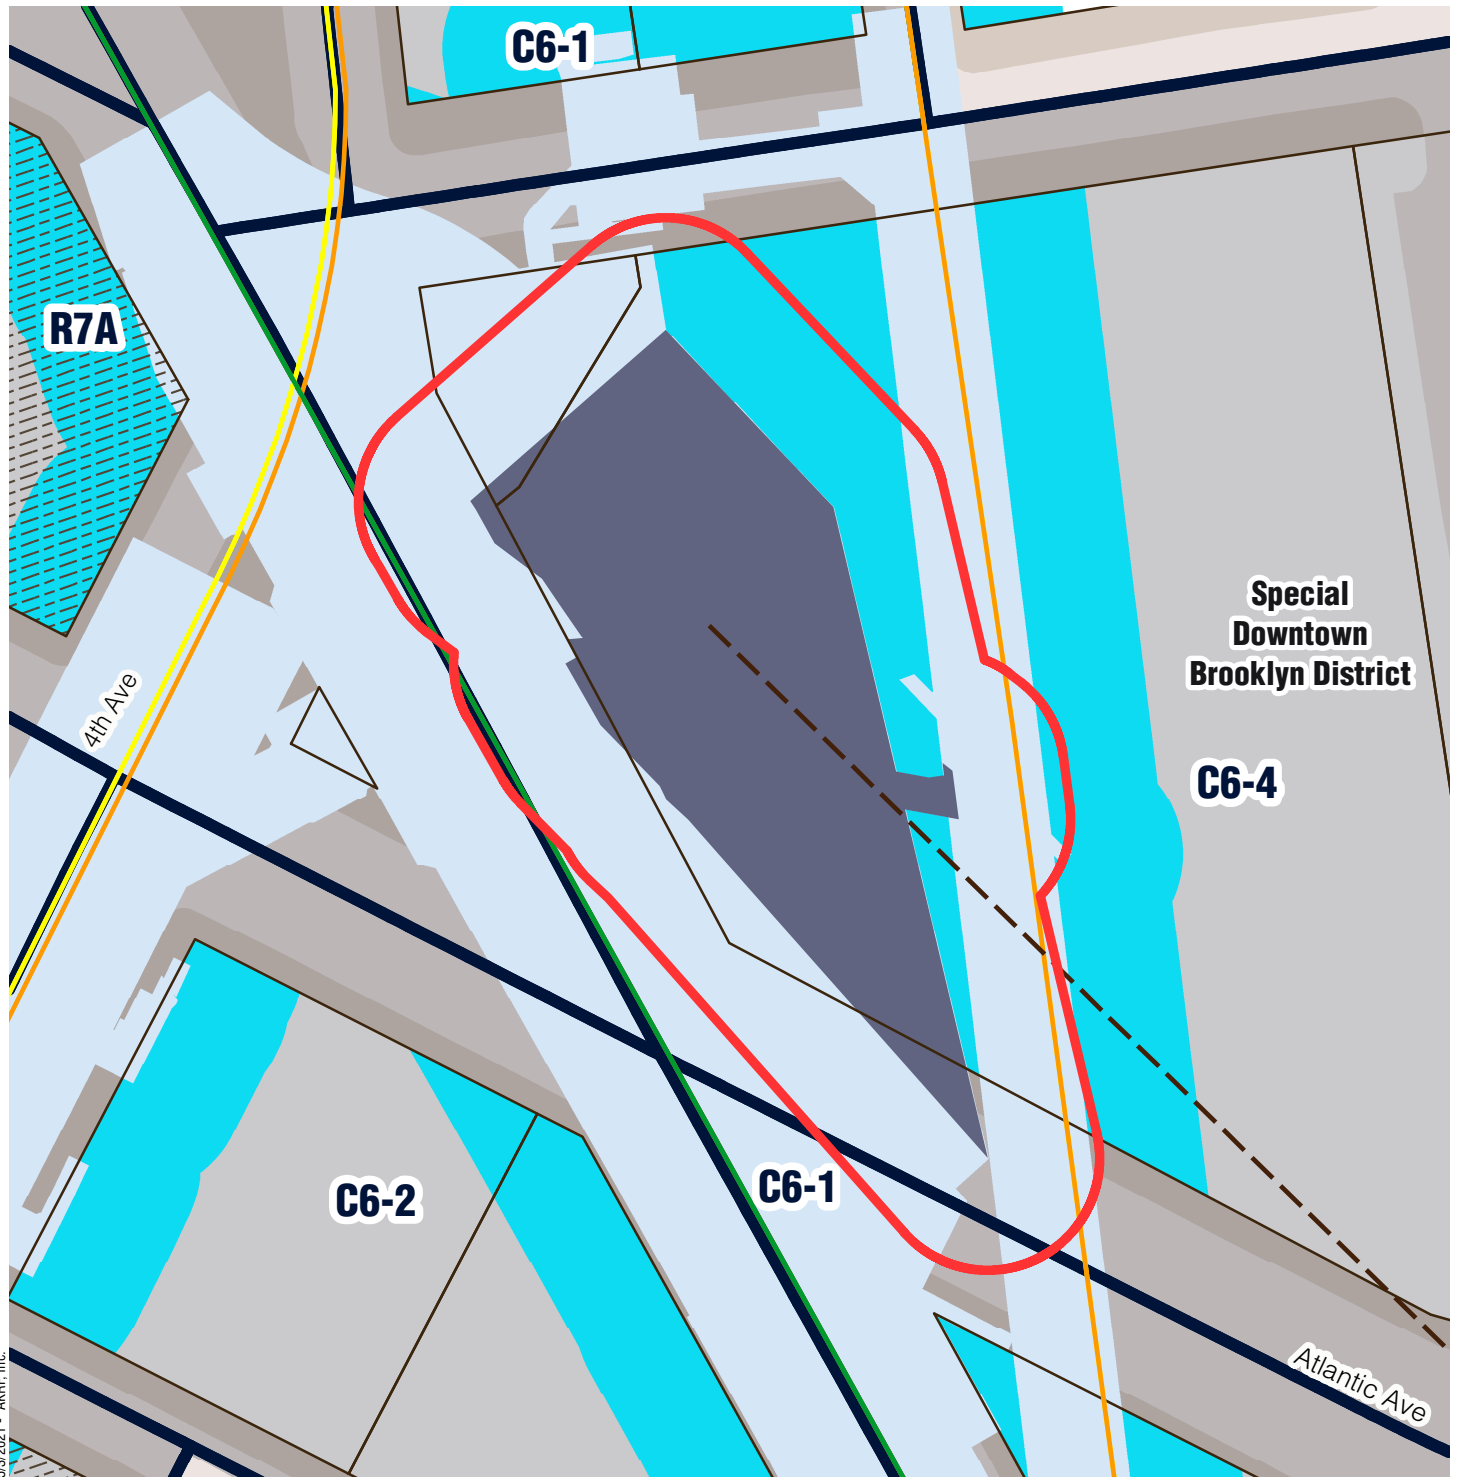 C6-1
R7A
Special
Downtown
Brooklyn District
4th Ave
C6-4
C6-1
C6-2
Atlantic Ave